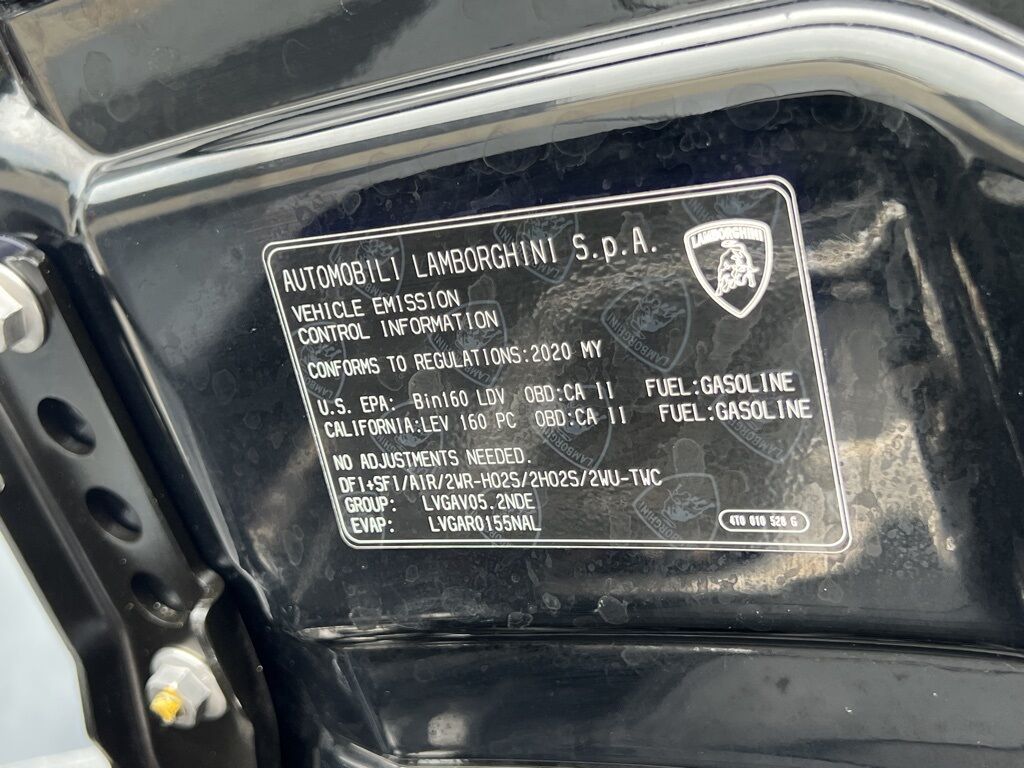 AUTOMOBILI LAMBORGHINI S.p.A.
LAMBORGHINI
VEHICLE EMISSION
CONTROL INFORMATION
CONFORMS TO REGULATIONS:2020 MY
U.S. EPA: Bin160 LDV OBD:CA II FUEL:GASOLINE
CALIFORNIA:LEV 160 PC OBD:CA II FUEL:GASOLINE
NO ADJUSTMENTS NEEDED.
DFI+SFI/AIR/2WR-HO2S/2HO2S/2WU-TWC
GROUP: LVGAV05.2NDE
EVAP: LVGAR0155NAL
4T0 010 520 G